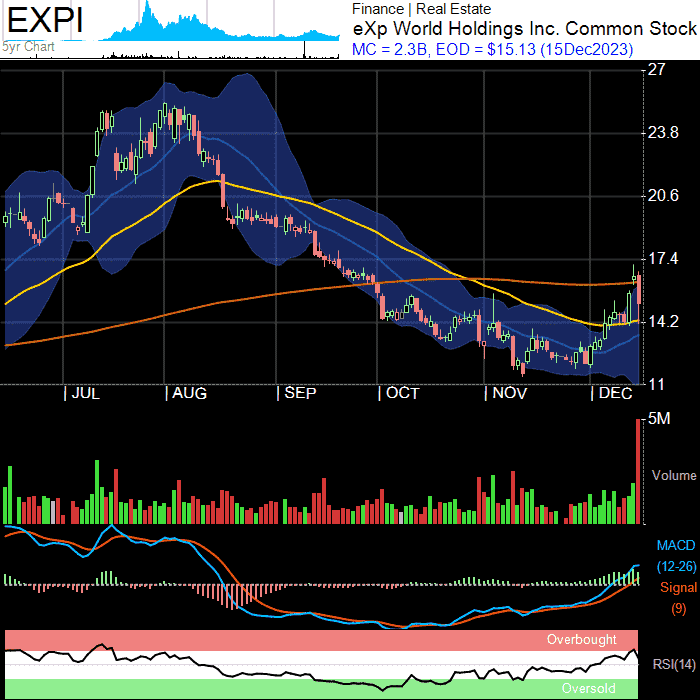 EXPI
5yr Chart
Finance | Real Estate
eXp World Holdings Inc. Common Stock
MC = 2.3B, EOD = $15.13 (15Dec2023)
27
23.8
20.6
17.4
14.2
11
| JUL | AUG | SEP | OCT | NOV | DEC
5M
Volume
MACD
(12-26)
Signal
(9)
Overbought
RSI(14)
Oversold